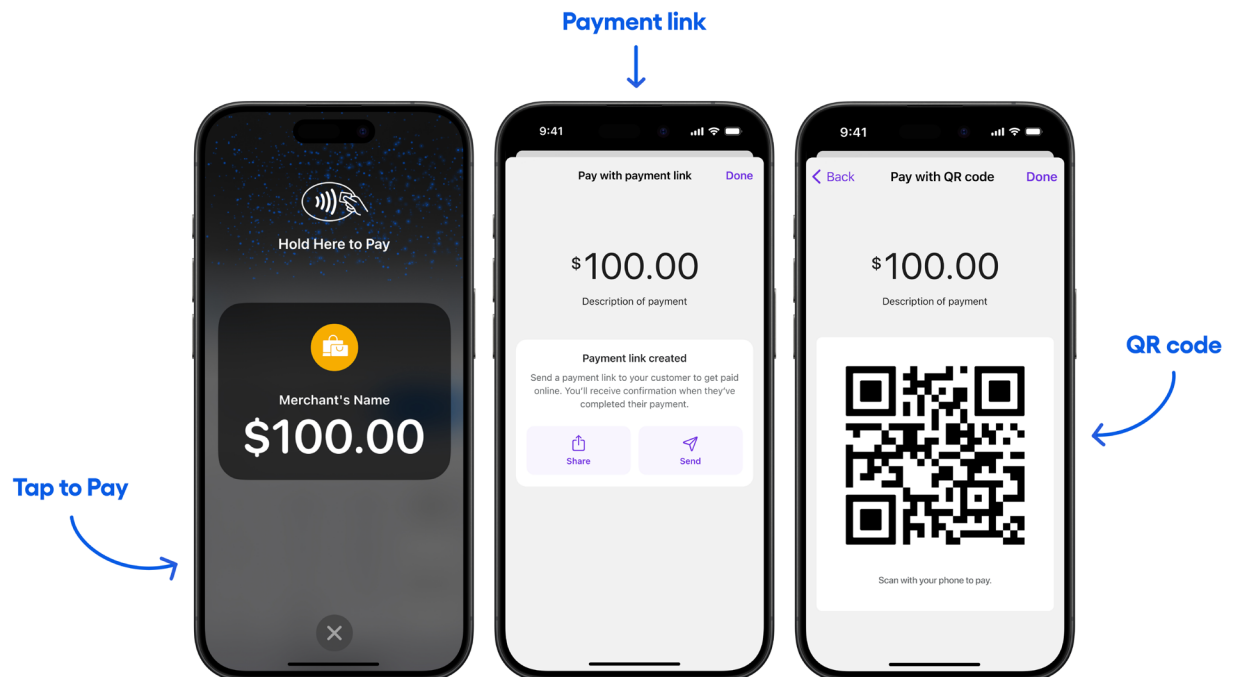 Payment link
Tap to Pay
Hold Here to Pay
Merchant's Name
$100.00
9:41
Pay with payment link
Done
$100.00
Description of payment
Payment link created
Send a payment link to your customer to get paid
online. You'll receive confirmation when they've
completed their payment.
Share
Send
9:41
Back
Pay with QR code
Done
$100.00
Description of payment
Scan with your phone to pay.
QR code